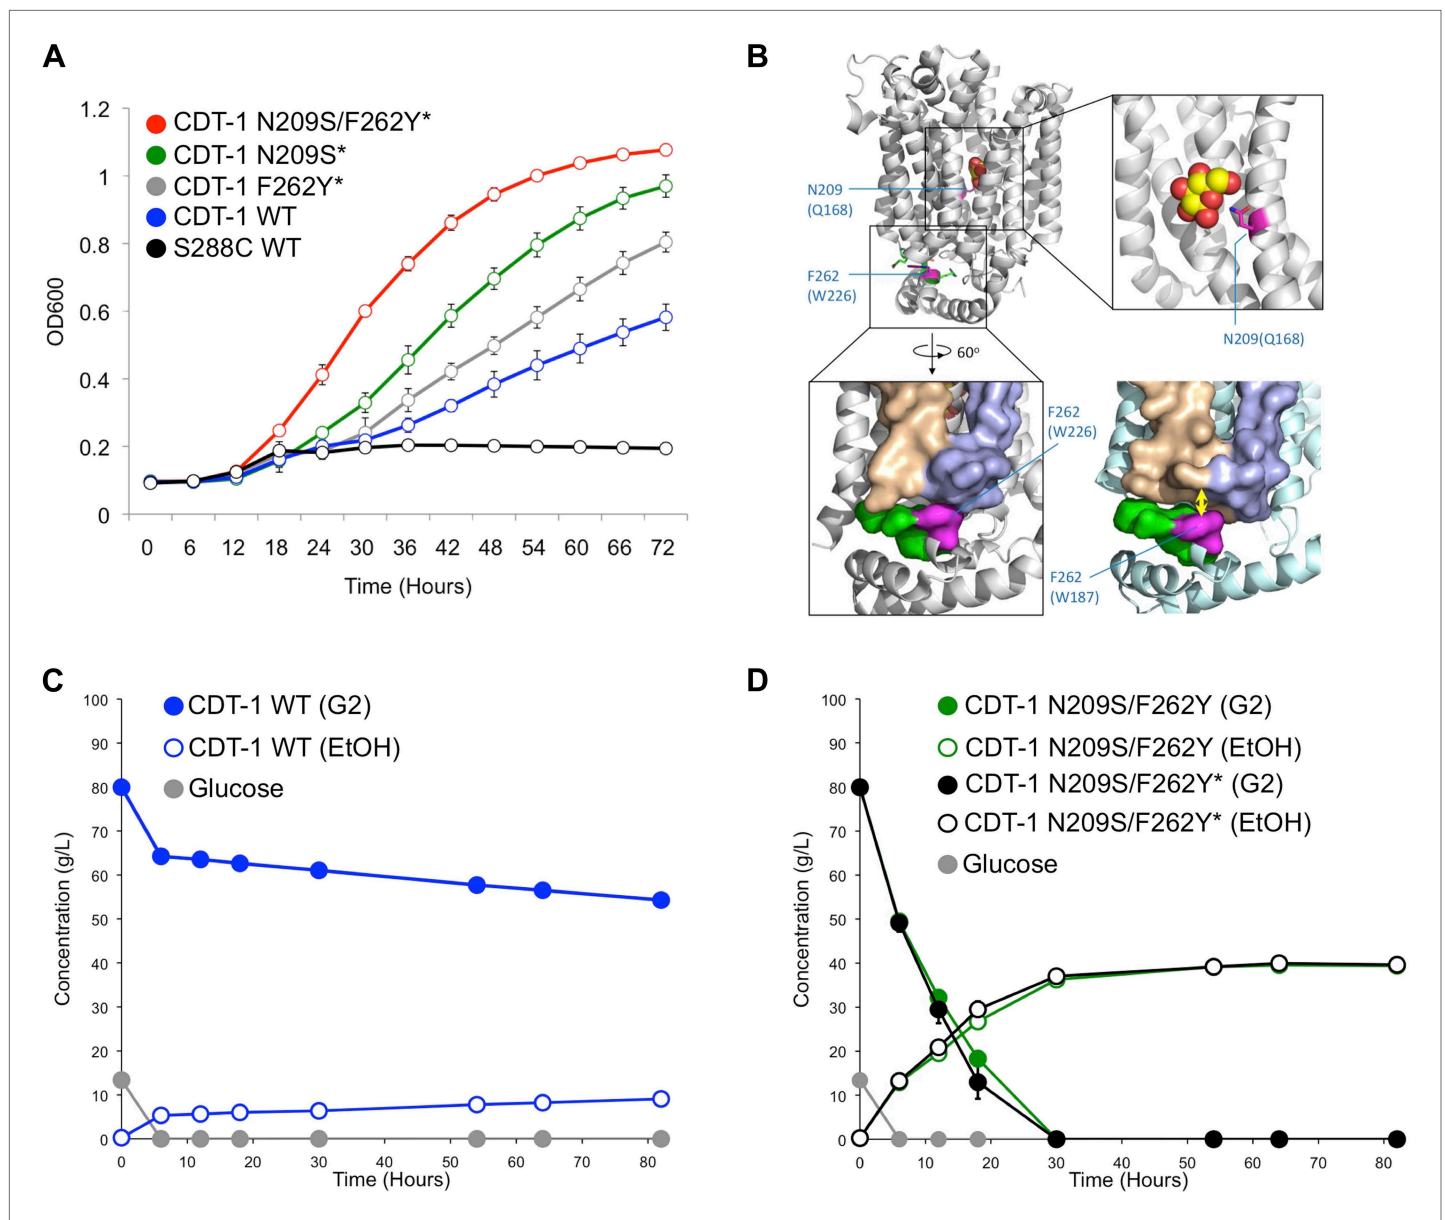 A
1.2
1
0.8
0.6
0.4
0.2
0
OD600
CDT-1 N209S/F262Y*
CDT-1 N209S*
CDT-1 F262Y*
CDT-1 WT
S288C WT
0 6 12 18 24 30 36 42 48 54 60 66 72
Time (Hours)
B
N209
(Q168)
F262
(W226)
N209(Q168)
60°
F262
(W226)
F262
(W187)
C
100
90
80
70
60
50
40
30
20
10
0
Concentration (g/L)
CDT-1 WT (G2)
CDT-1 WT (EtOH)
Glucose
0 10 20 30 40 50 60 70 80
Time (Hours)
D
100
90
80
70
60
50
40
30
20
10
0
Concentration (g/L)
CDT-1 N209S/F262Y (G2)
CDT-1 N209S/F262Y (EtOH)
CDT-1 N209S/F262Y* (G2)
CDT-1 N209S/F262Y* (EtOH)
Glucose
0 10 20 30 40 50 60 70 80
Time (Hours)